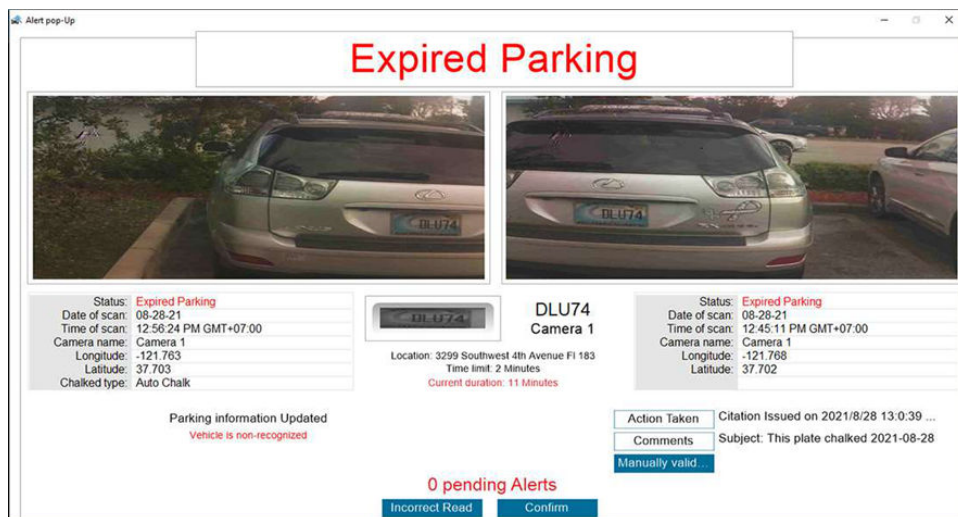 Alert pop-Up
Expired Parking
DLU74
DLU74
Status: Expired Parking
Date of scan: 08-28-21
Time of scan: 12:56:24 PM GMT+07:00
Camera name: Camera 1
Longitude: -121.763
Latitude: 37.703
Chalked type: Auto Chalk
DLU74
DLU74
Camera 1
Location: 3299 Southwest 4th Avenue Fl 183
Time limit: 2 Minutes
Current duration: 11 Minutes
Status: Expired Parking
Date of scan: 08-28-21
Time of scan: 12:45:11 PM GMT+07:00
Camera name: Camera 1
Longitude: -121.768
Latitude: 37.702
Parking information Updated
Vehicle is non-recognized
Action Taken Citation Issued on 2021/8/28 13:0:39 ...
Comments Subject: This plate chalked 2021-08-28
Manually valid...
0 pending Alerts
Incorrect Read Confirm